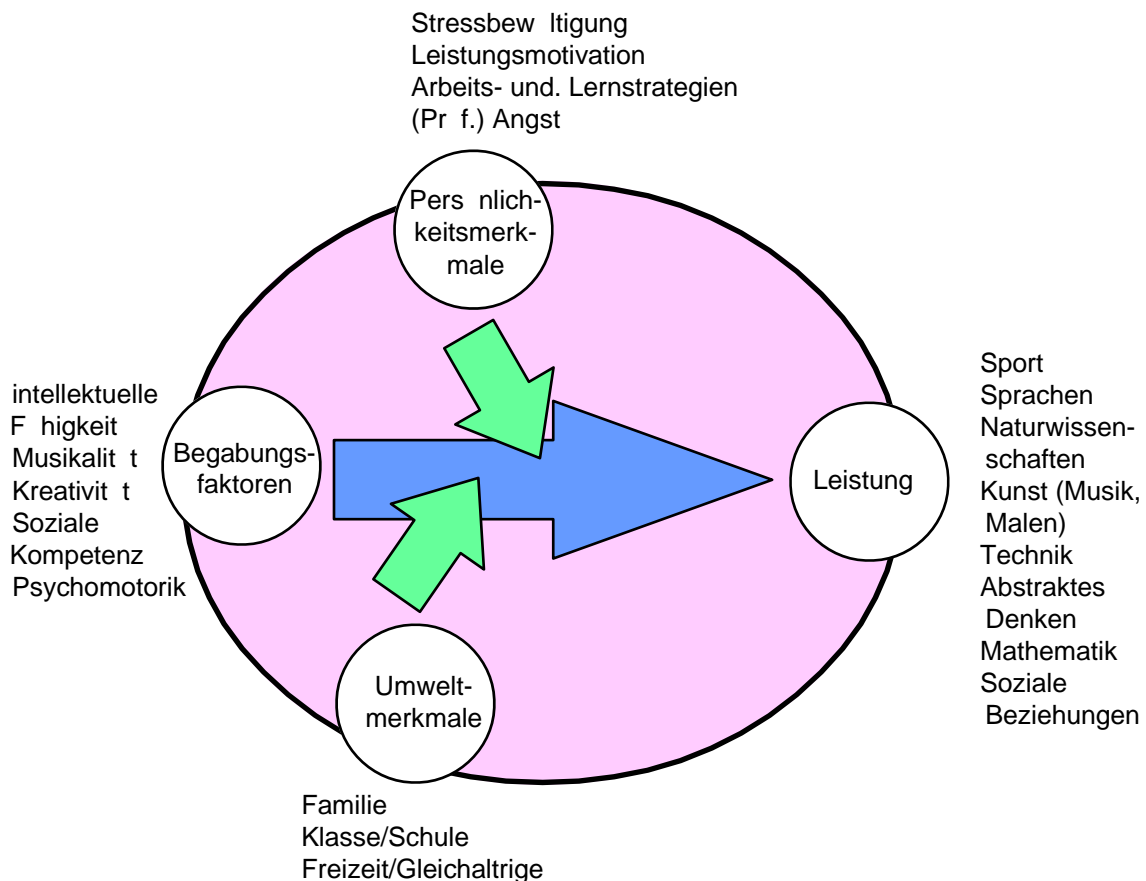 Stressbew ltigung
Leistungsmotivation
Arbeits- und. Lernstrategien
(Pr f.) Angst
Pers nlich-
keitsmerk-
male
intellektuelle
F higkeit
Musikalit t
Kreativit t
Soziale
Kompetenz
Psychomotorik
Begabungs-
faktoren
Leistung
Sport
Sprachen
Naturwissen-
schaften
Kunst (Musik,
Malen)
Technik
Abstraktes
Denken
Mathematik
Soziale
Beziehungen
Umwelt-
merkmale
Familie
Klasse/Schule
Freizeit/Gleichaltrige